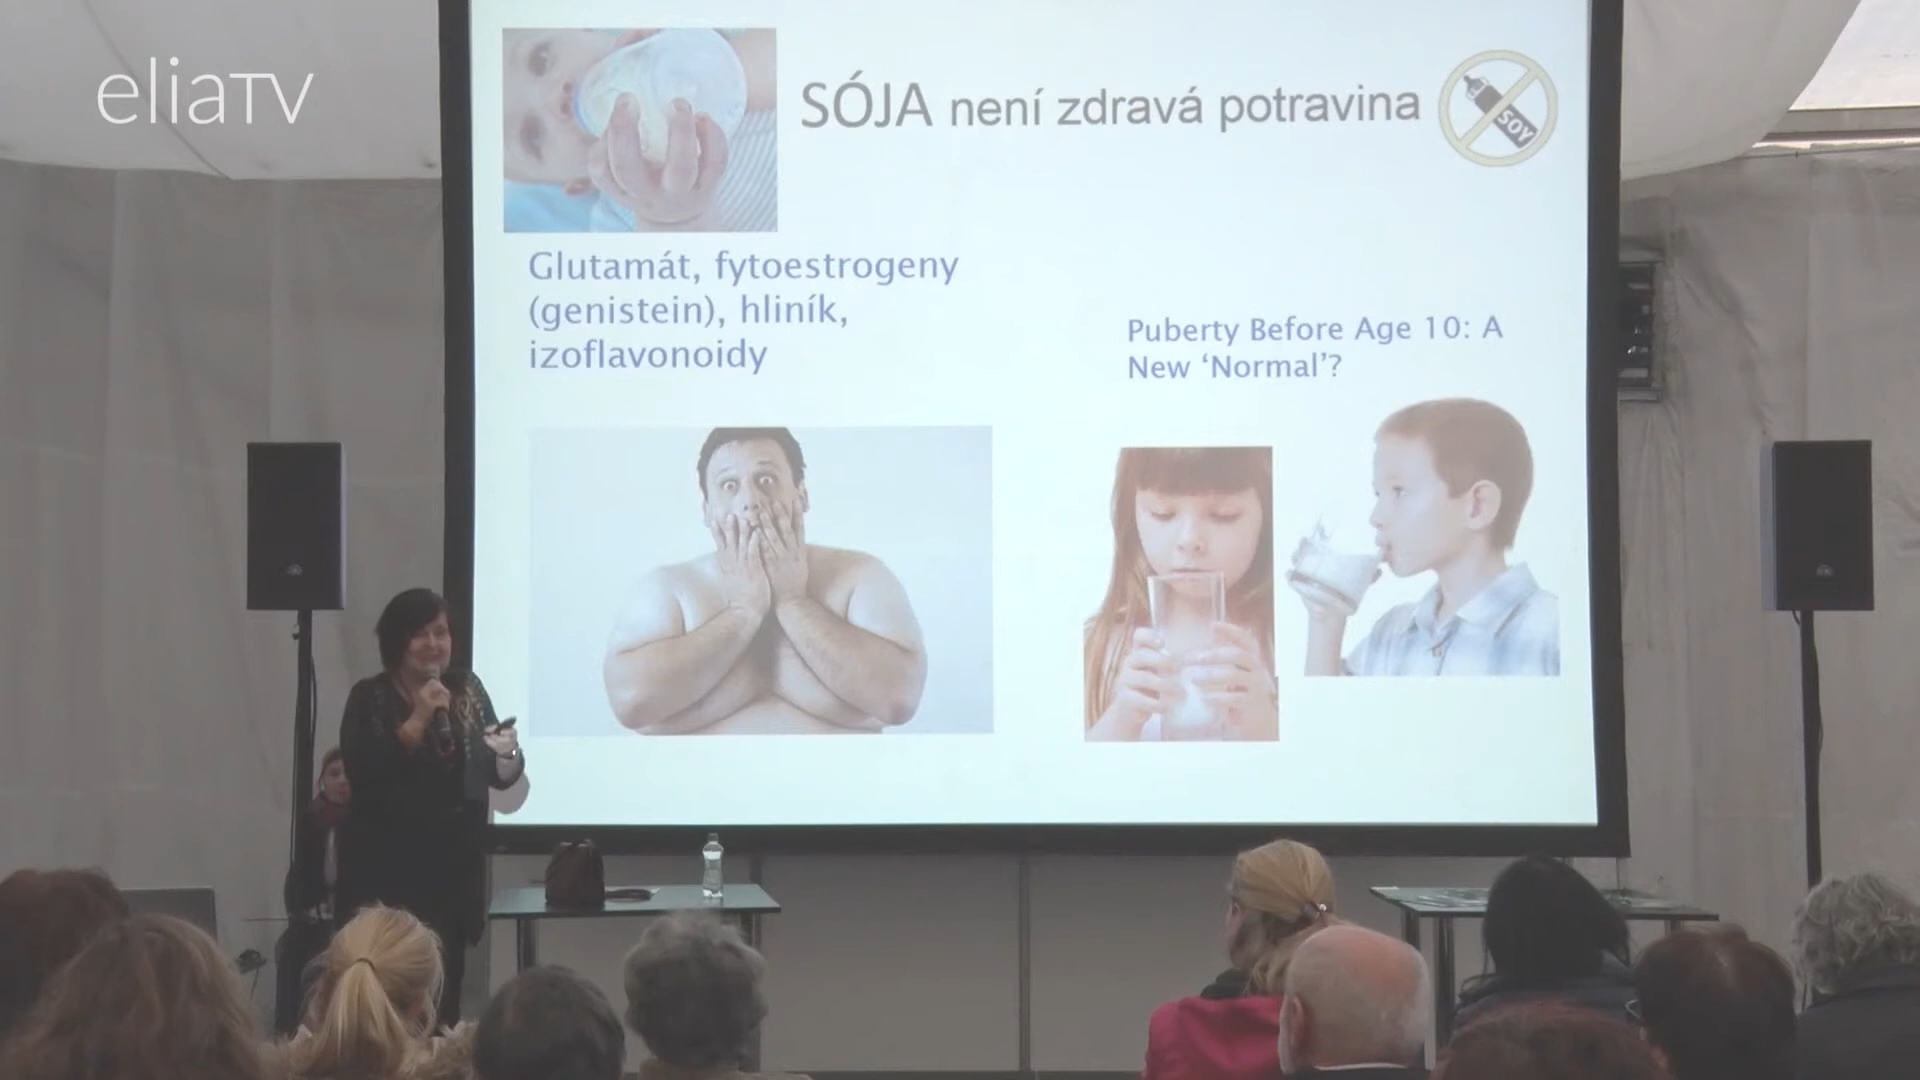 eliaTV
SÓJA není zdravá potravina
SOY
Glutamát, fytoestrogeny
(genistein), hliník,
izoflavonoidy
Puberty Before Age 10: A
New ‘Normal’?